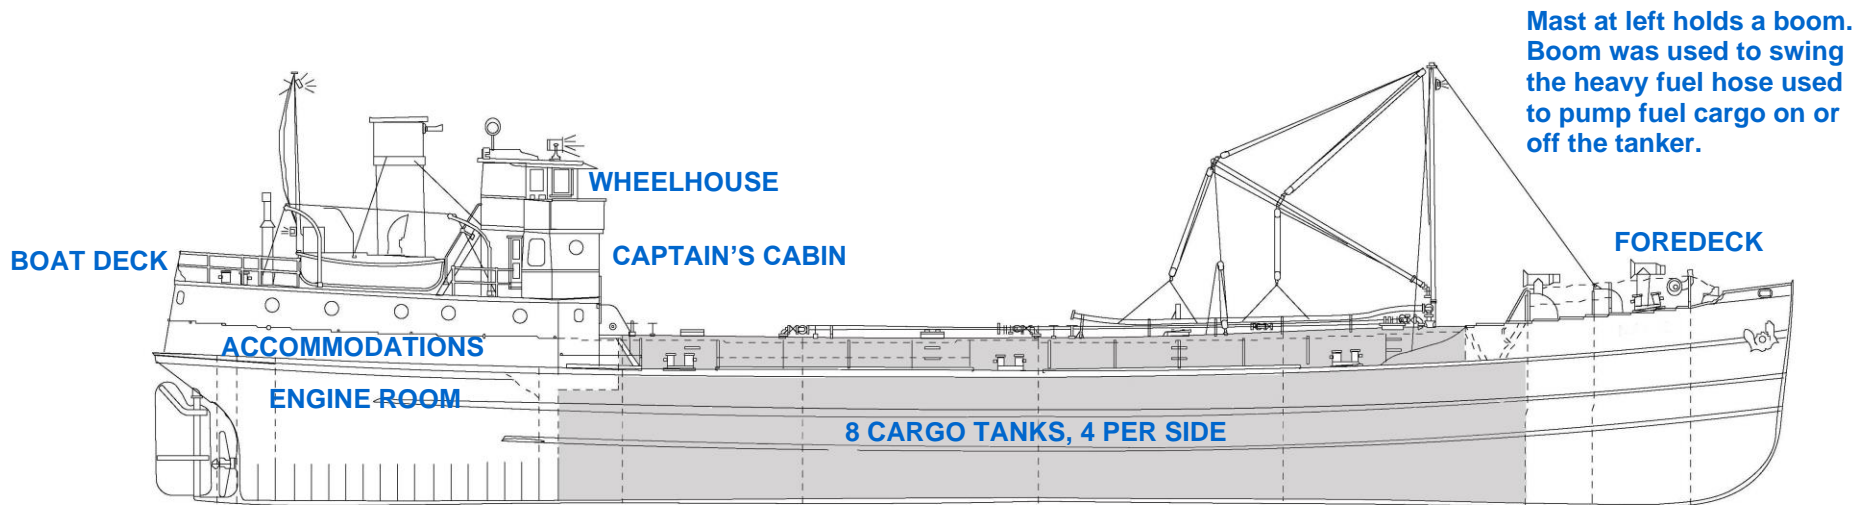 Mast at left holds a boom.
Boom was used to swing
the heavy fuel hose used
to pump fuel cargo on or
off the tanker.
WHEELHOUSE
FOREDECK
BOAT DECK
CAPTAIN’S CABIN
ACCOMMODATIONS
ENGINE ROOM
8 CARGO TANKS, 4 PER SIDE